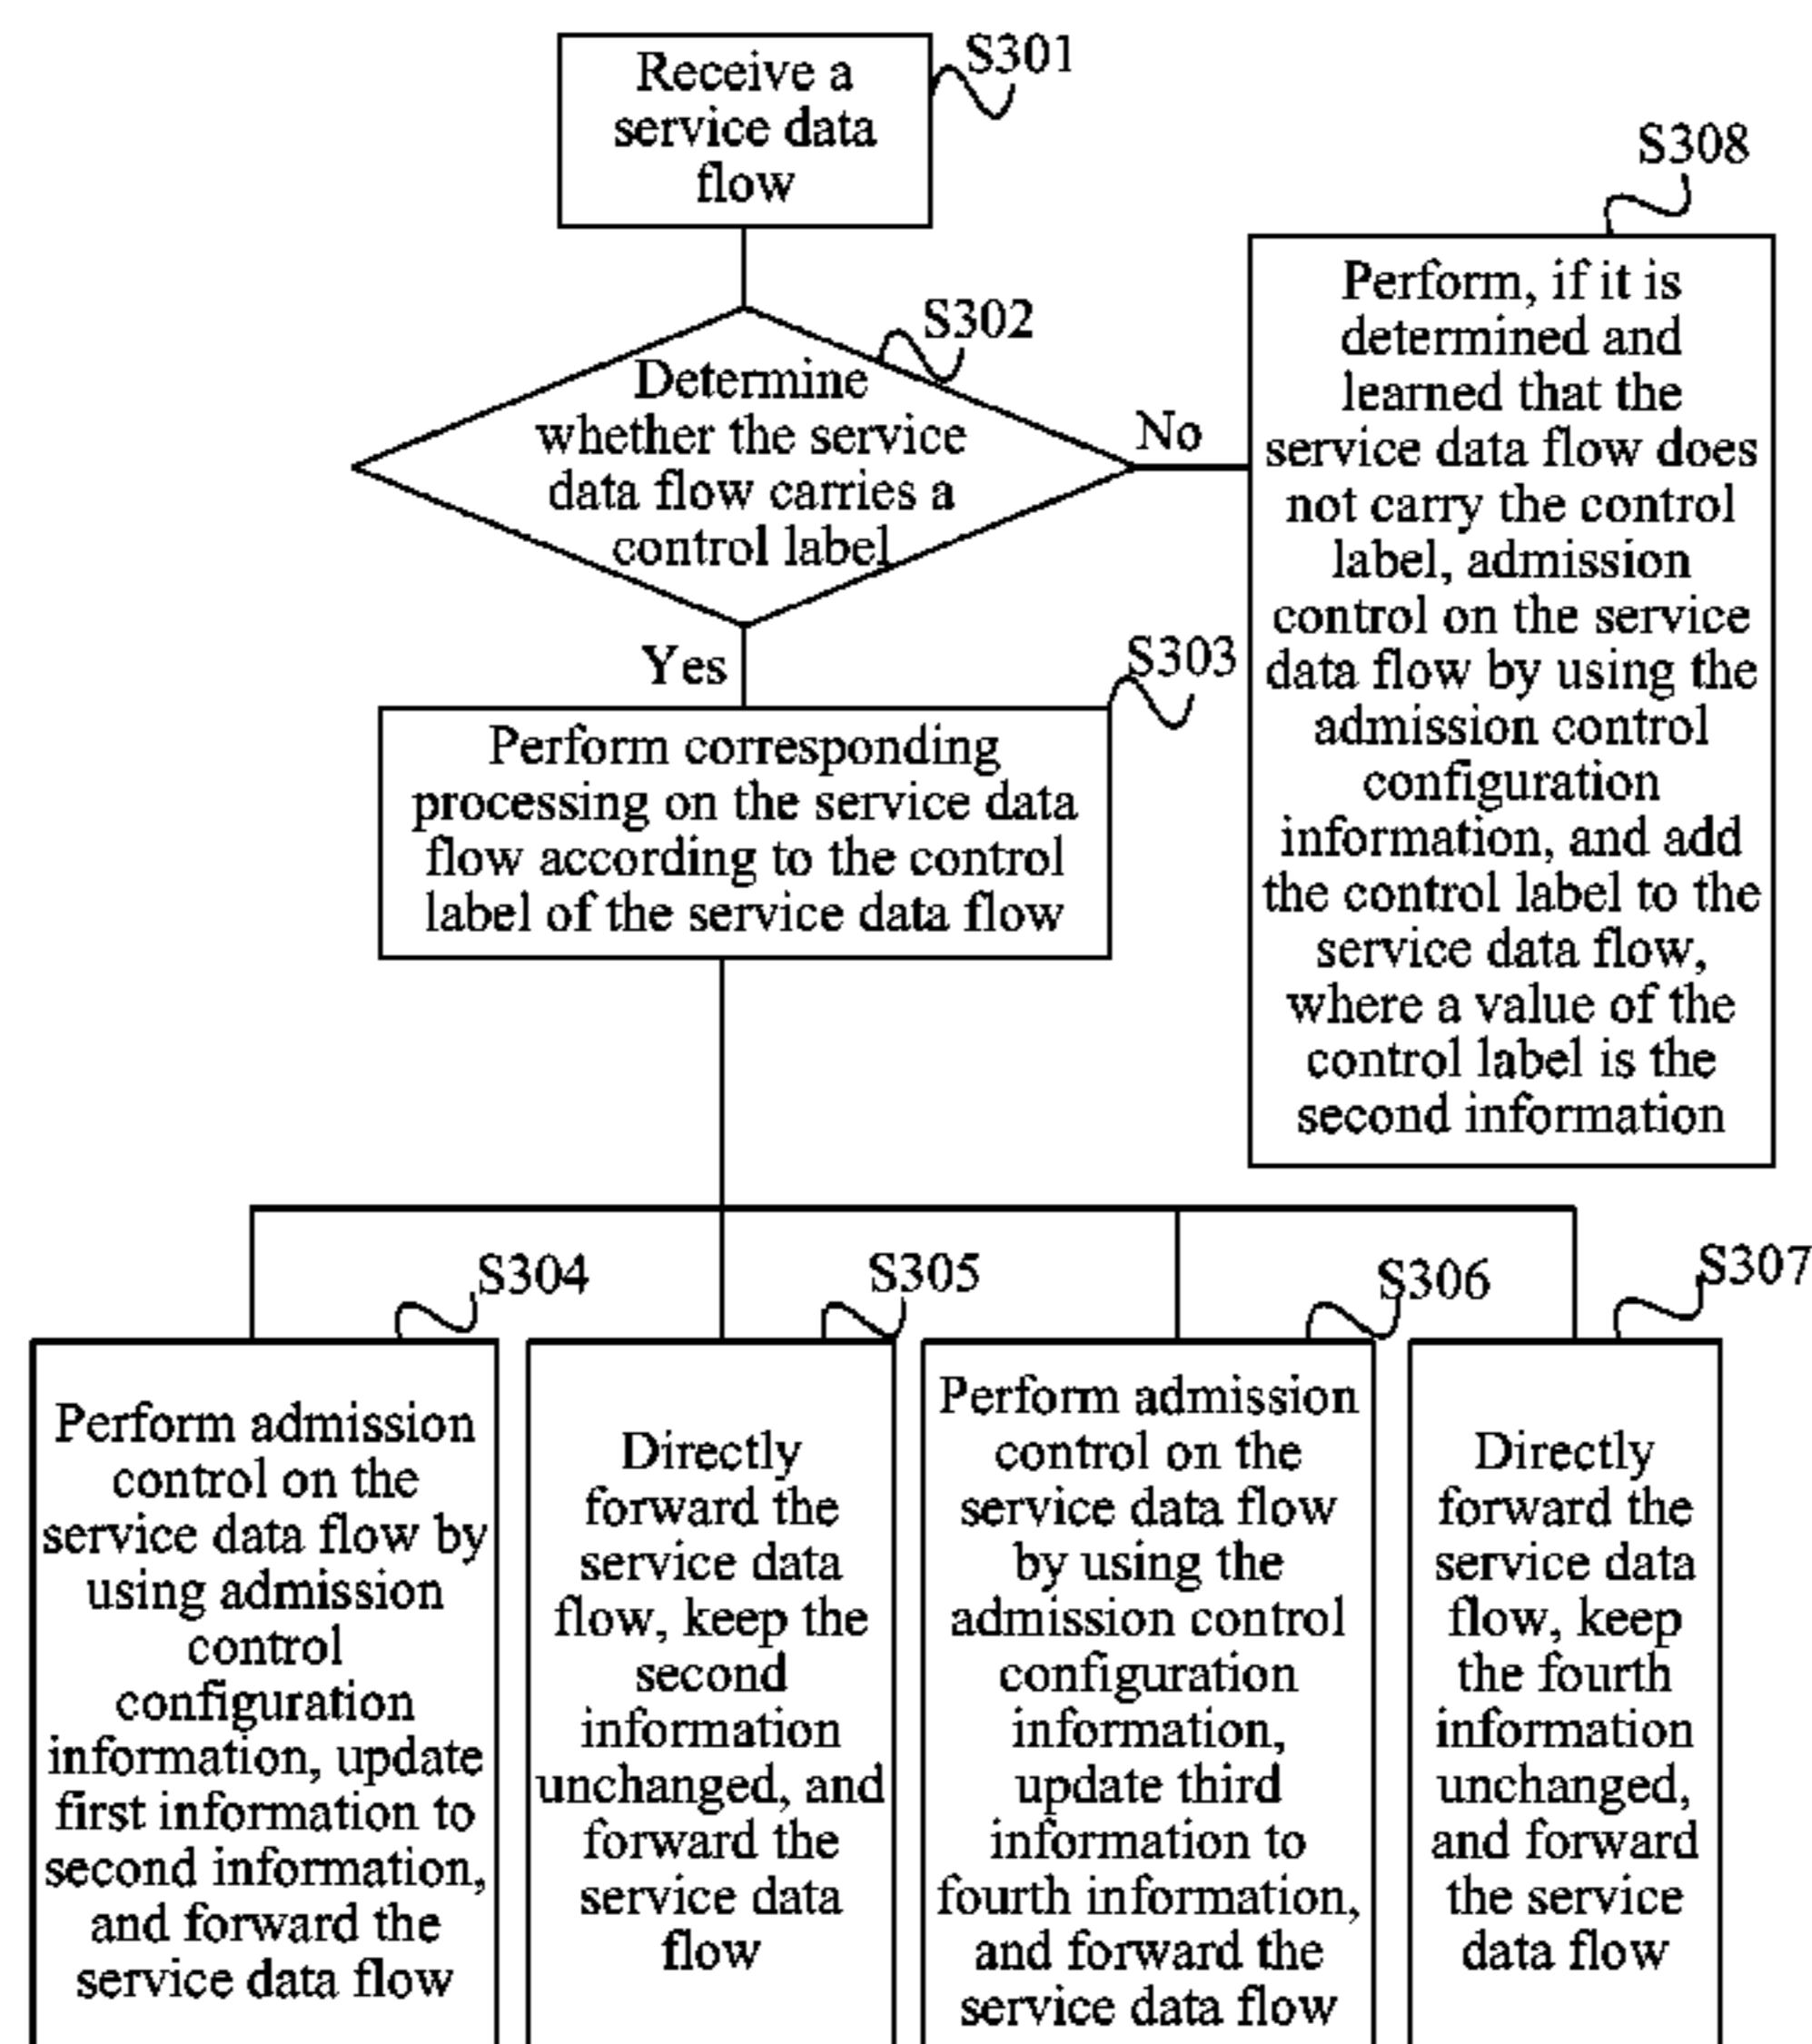 Receive a
service data
flow
S301
S308
Perform, if it is
determined and
learned that the
service data flow does
not carry the control
label, admission
control on the service
data flow by using the
admission control
configuration
information, and add
the control label to the
service data flow,
where a value of the
control label is the
second information
S302
Determine
whether the service
data flow carries a
control label
No
Yes
S303
Perform corresponding
processing on the service data
flow according to the control
label of the service data flow
S304
Perform admission
control on the
service data flow by
using admission
control
configuration
information, update
first information to
second information,
and forward the
service data flow
S305
Directly
forward the
service data
flow, keep the
second
information
unchanged, and
forward the
service data
flow
S306
Perform admission
control on the
service data flow
by using the
admission control
configuration
information,
update third
information to
fourth information,
and forward the
service data flow
S307
Directly
forward the
service data
flow, keep
the fourth
information
unchanged,
and forward
the service
data flow